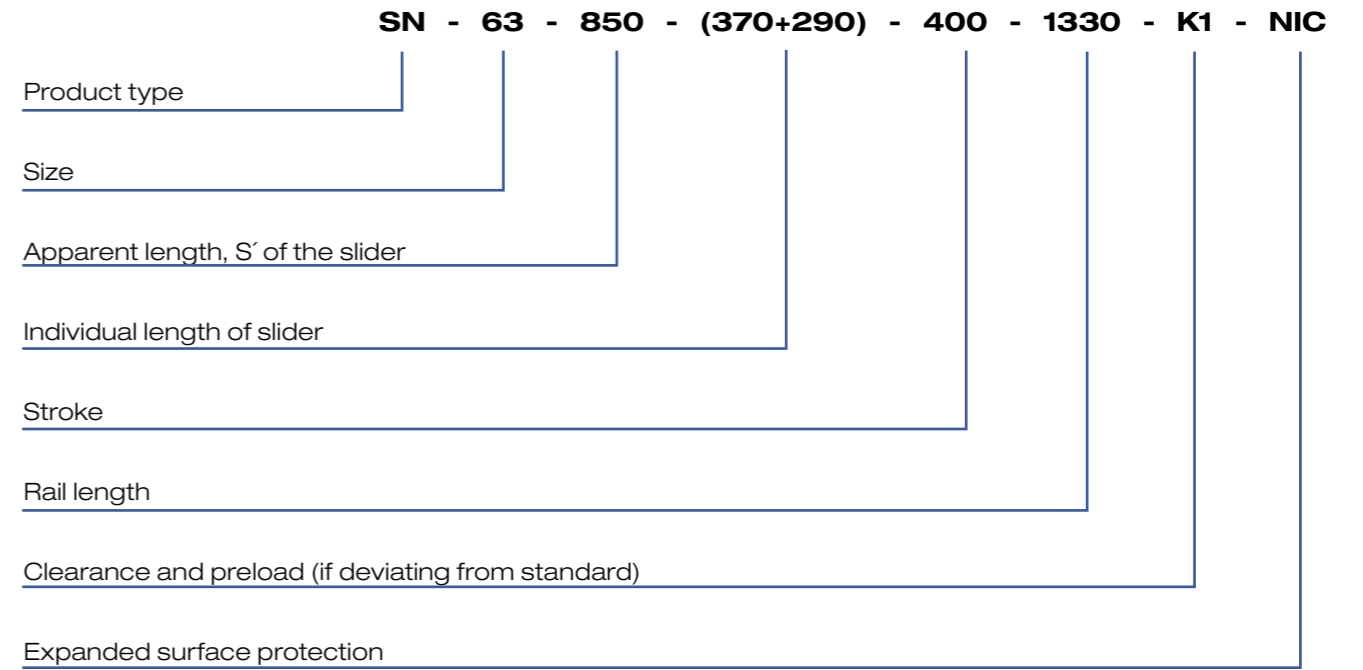 SN - 63 - 850 - (370+290) - 400 - 1330 - K1 - NIC
Product type
Size
Apparent length, S´ of the slider
Individual length of slider
Stroke
Rail length
Clearance and preload (if deviating from standard)
Expanded surface protection